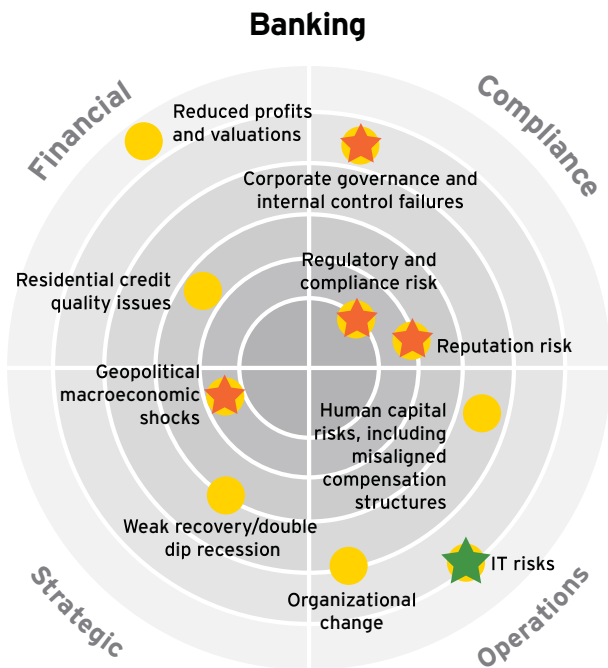 Banking
Financial
Compliance
Reduced profits
and valuations
Corporate governance and
internal control failures
Regulatory and
compliance risk
Residential credit
quality issues
Reputation risk
Geopolitical
macroeconomic
shocks
Human capital
risks, including
misaligned
compensation
structures
Weak recovery/double
dip recession
IT risks
Organizational
change
Strategic
Operations